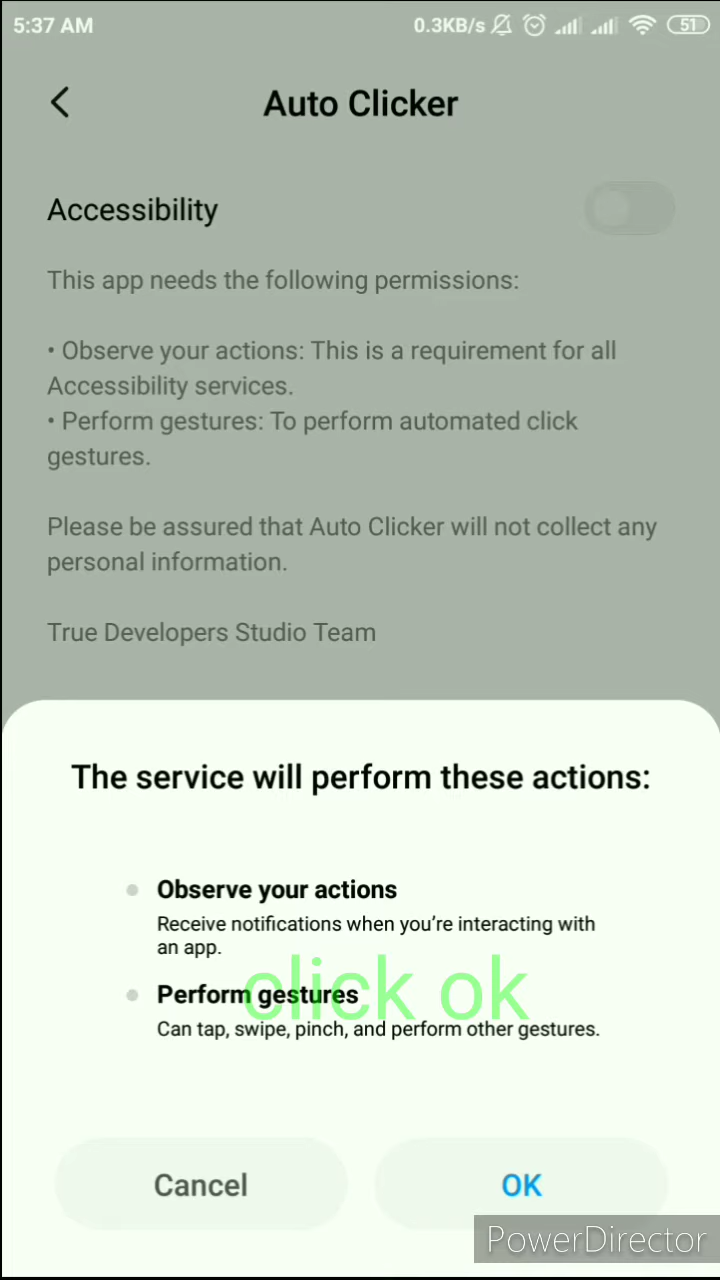 5:37 AM
0.3KB/s
51
Auto Clicker
Accessibility
This app needs the following permissions:
• Observe your actions: This is a requirement for all
Accessibility services.
• Perform gestures: To perform automated click
gestures.
Please be assured that Auto Clicker will not collect any
personal information.
True Developers Studio Team
The service will perform these actions:
Observe your actions
Receive notifications when you’re interacting with
an app.
click ok
Perform gestures
Can tap, swipe, pinch, and perform other gestures.
Cancel
OK
PowerDirector